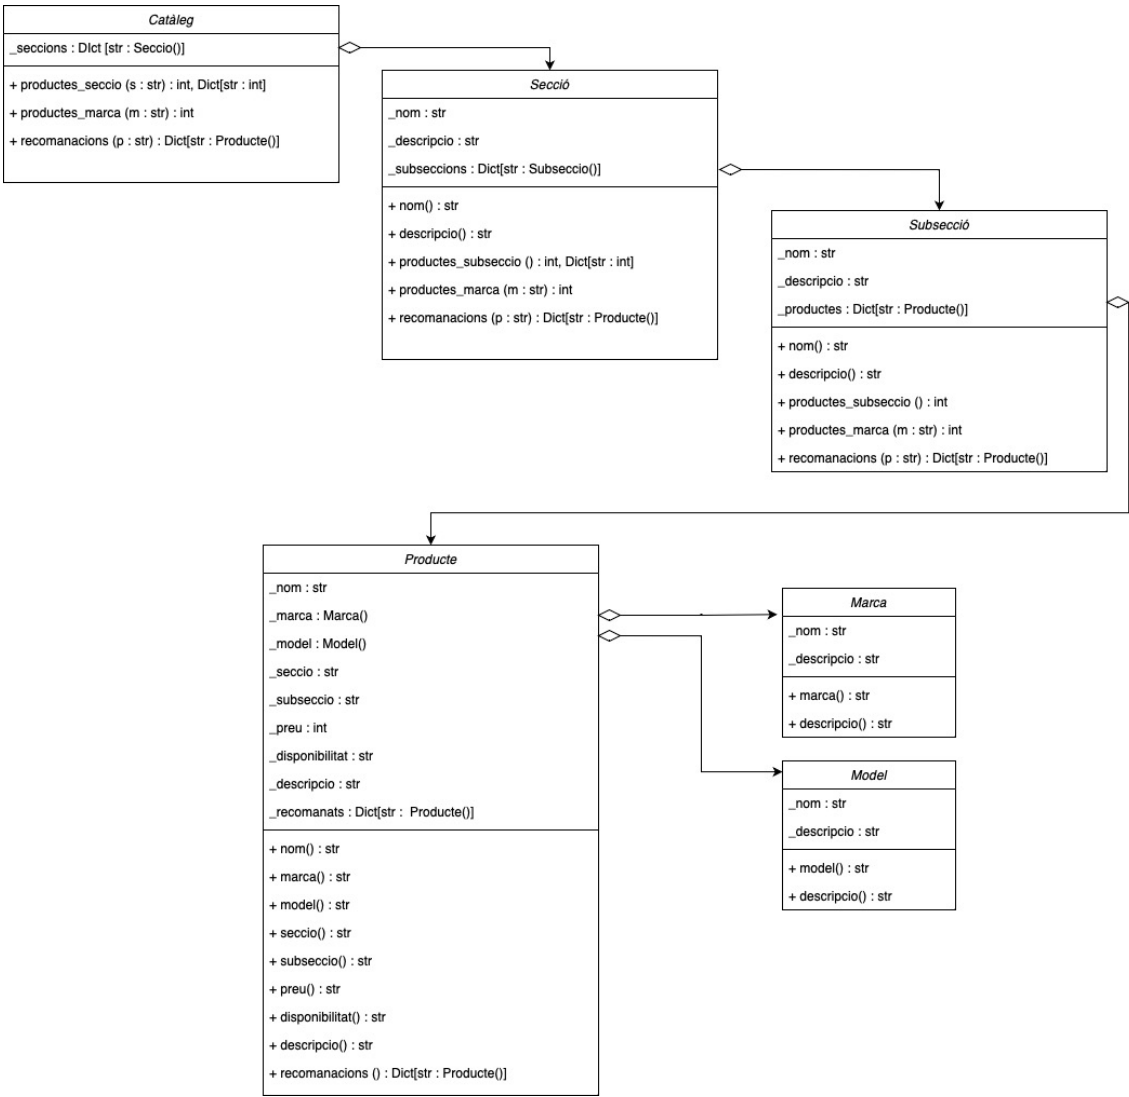 Catàleg
_seccions : DIct [str : Seccio()]
+ productes_seccio (s : str) : int, Dict[str : int]
+ productes_marca (m : str) : int
+ recomanacions (p : str) : Dict[str : Producte()]
Secció
_nom : str
_descripcio : str
_subseccions : Dict[str : Subseccio()]
+ nom() : str
+ descripcio() : str
+ productes_subseccio () : int, Dict[str : int]
+ productes_marca (m : str) : int
+ recomanacions (p : str) : Dict[str : Producte()]
Subsecció
_nom : str
_descripcio : str
_productes : Dict[str : Producte()]
+ nom() : str
+ descripcio() : str
+ productes_subseccio () : int
+ productes_marca (m : str) : int
+ recomanacions (p : str) : Dict[str : Producte()]
Producte
_nom : str
_marca : Marca()
_model : Model()
_seccio : str
_subseccio : str
_preu : int
_disponibilitat : str
_descripcio : str
_recomanats : Dict[str :  Producte()]
+ nom() : str
+ marca() : str
+ model() : str
+ seccio() : str
+ subseccio() : str
+ preu() : str
+ disponibilitat() : str
+ descripcio() : str
+ recomanacions () : Dict[str : Producte()]
Marca
_nom : str
_descripcio : str
+ marca() : str
+ descripcio() : str
Model
_nom : str
_descripcio : str
+ model() : str
+ descripcio() : str